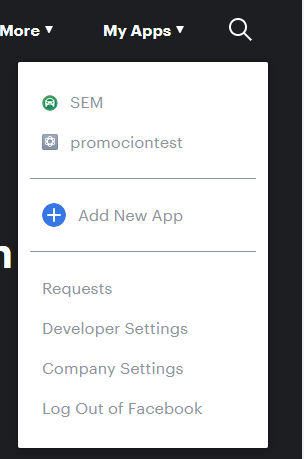 More ▼ My Apps ▼
SEM
promociontest
Add New App
Requests
Developer Settings
Company Settings
Log Out of Facebook